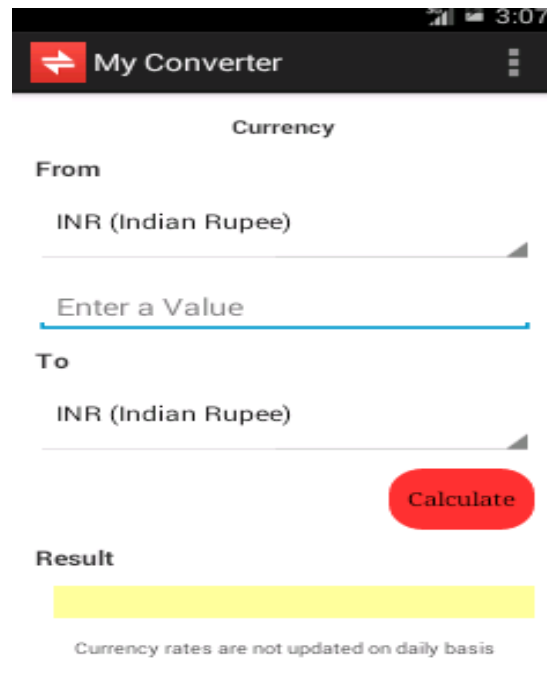 3G 3:07
My Converter
Currency
From
INR (Indian Rupee)
Enter a Value
To
INR (Indian Rupee)
Calculate
Result
Currency rates are not updated on daily basis